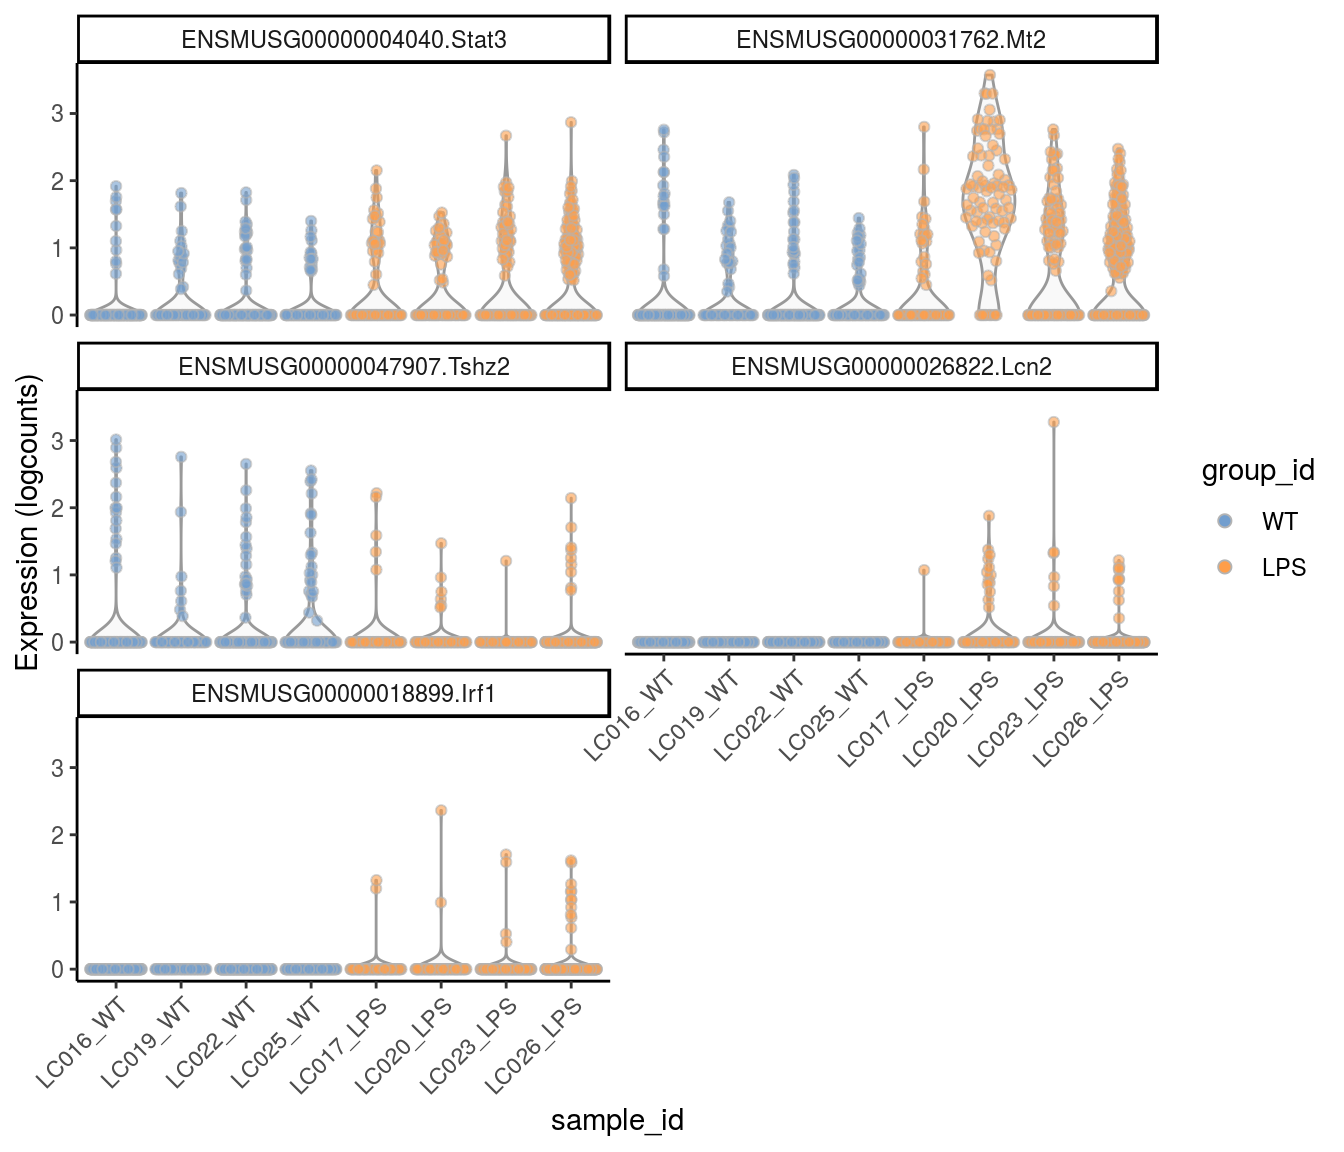 ENSMUSG00000004040.Stat3
ENSMUSG00000031762.Mt2
3
2
1
0
ENSMUSG00000047907.Tshz2
ENSMUSG00000026822.Lcn2
3
2
1
0
Expression (logcounts)
group_id
WT
LPS
LC016_WT
LC019_WT
LC022_WT
LC025_WT
LC017_LPS
LC020_LPS
LC023_LPS
LC026_LPS
ENSMUSG00000018899.Irf1
3
2
1
0
LC016_WT
LC019_WT
LC022_WT
LC025_WT
LC017_LPS
LC020_LPS
LC023_LPS
LC026_LPS
sample_id